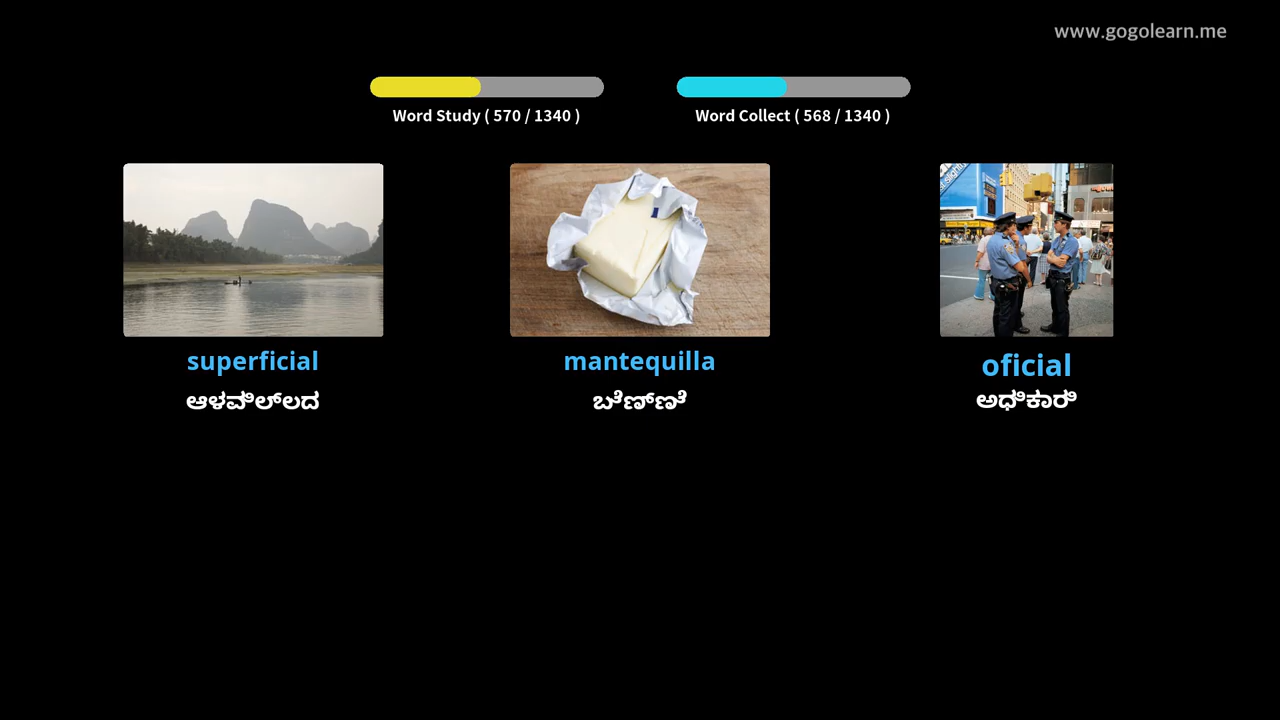 www.gogolearn.me
Word Study ( 570 / 1340 )
Word Collect ( 568 / 1340 )
superficial
mantequilla
oficial
ಆಳವಿಲ್ಲದ
ಬೆಣ್ಣೆ
ಅಧಿಕಾರಿ